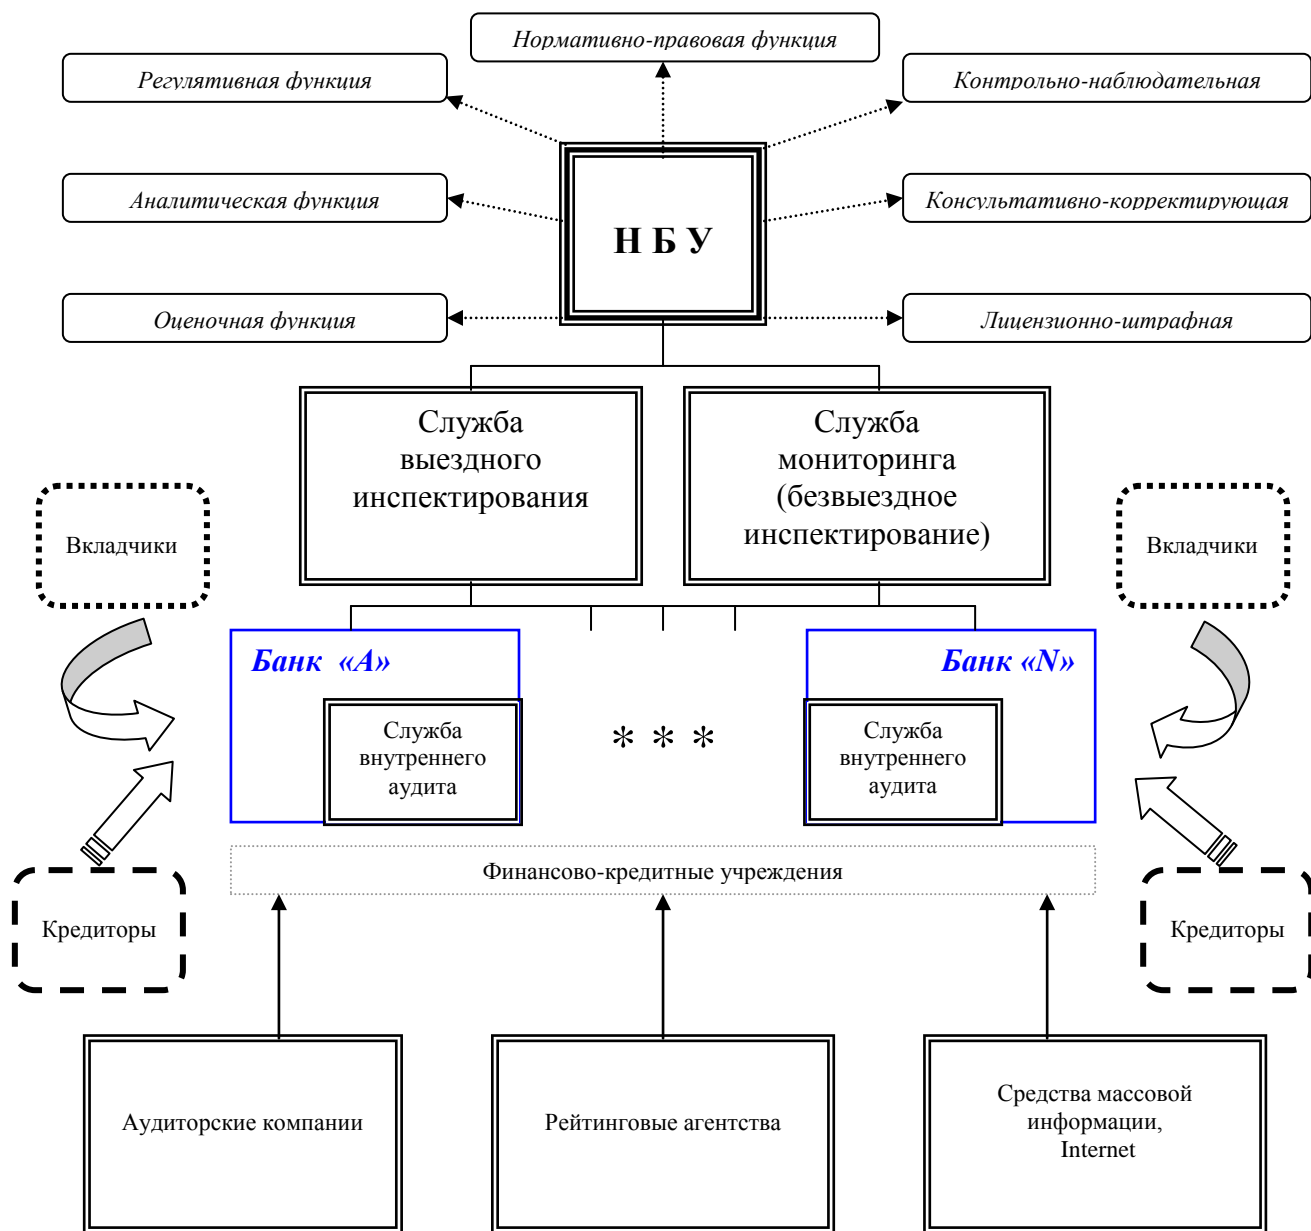 Нормативно-правовая функция
Регулятивная функция
Контрольно-наблюдательная
Аналитическая функция
Консультативно-корректирующая
Н Б У
Оценочная функция
Лицензионно-штрафная
Служба
выездного
инспектирования
Служба
мониторинга
(безвыездное
инспектирование)
Вкладчики
Вкладчики
Банк «А»
Банк «N»
Служба
внутреннего
аудита
* * *
Служба
внутреннего
аудита
Финансово-кредитные учреждения
Кредиторы
Кредиторы
Аудиторские компании
Рейтинговые агентства
Средства массовой
информации,
Internet